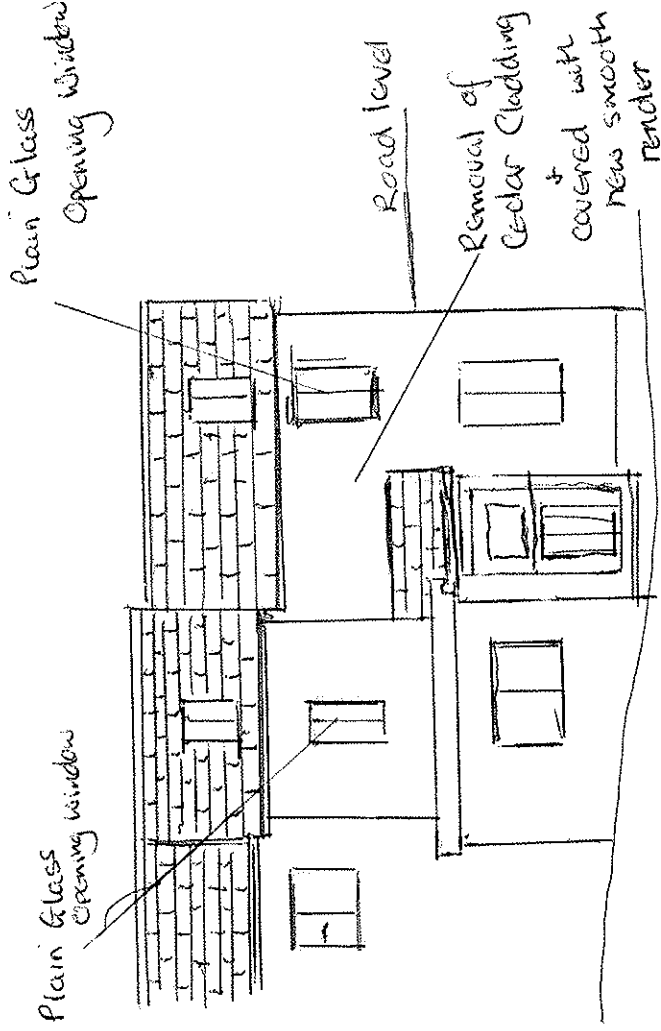 Plain Glass
Opening Window
Plain Glass
Opening Window
Road level
Removal of
Cedar Cladding
+
covered with
new smooth
render